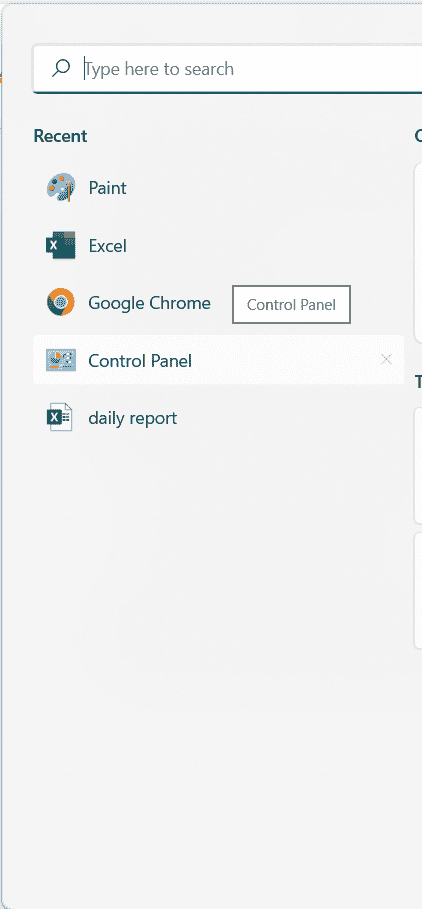 Type here to search
Recent
Paint
Excel
Google Chrome
Control Panel
Control Panel
daily report